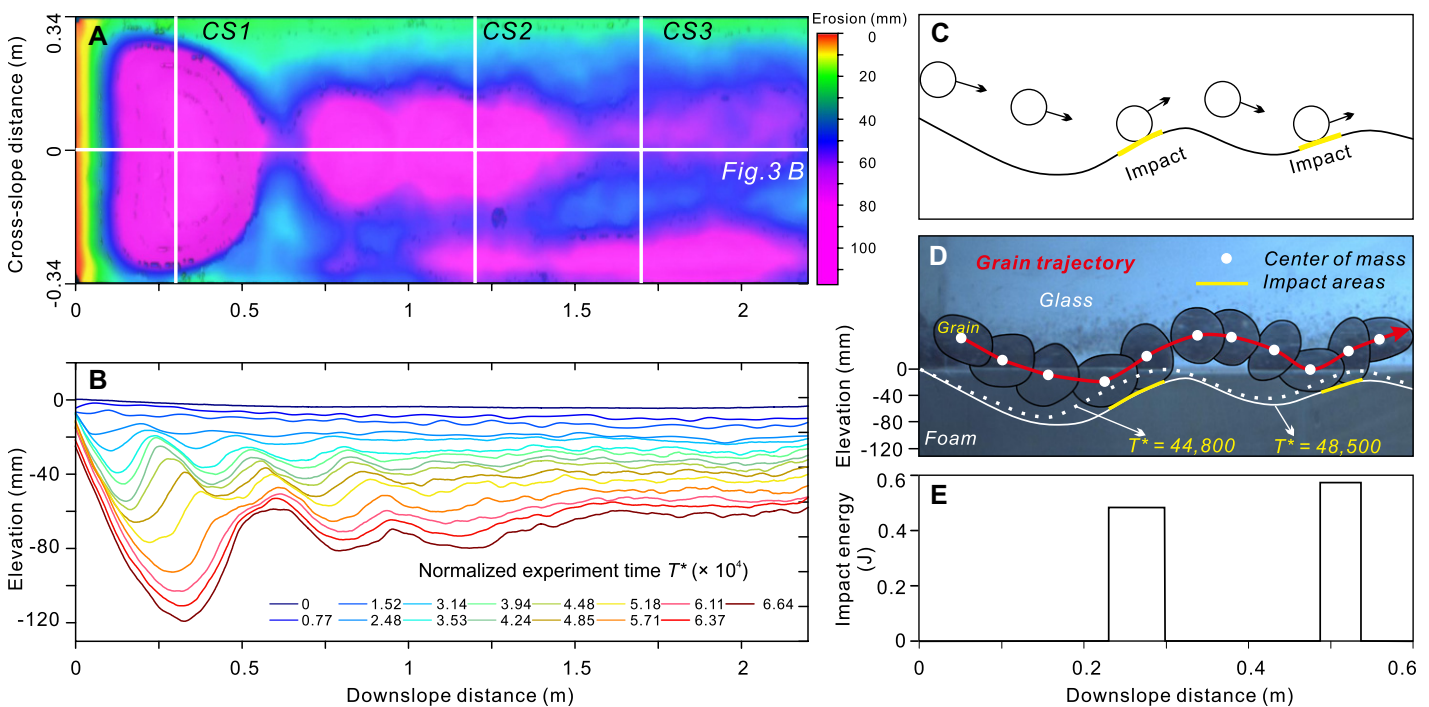 A
CS1
CS2
CS3
Fig.3 B
Cross-slope distance (m)
0.34
0
-0.34
0
0.5
1
1.5
2
Erosion (mm)
0
20
40
60
80
100
B
Elevation (mm)
0
-40
-80
-120
Normalized experiment time T* (× 10⁴)
0 1.52 3.14 3.94 4.48 5.18 6.11 6.64
0.77 2.48 3.53 4.24 4.85 5.71 6.37
0
0.5
1
1.5
2
Downslope distance (m)
C
Impact
Impact
D
Grain trajectory
Center of mass
Impact areas
Glass
Grain
Foam
T* = 44,800
T* = 48,500
Elevation (mm)
0
-40
-80
-120
E
Impact energy
(J)
0.6
0.4
0.2
0
0
0.2
0.4
0.6
Downslope distance (m)